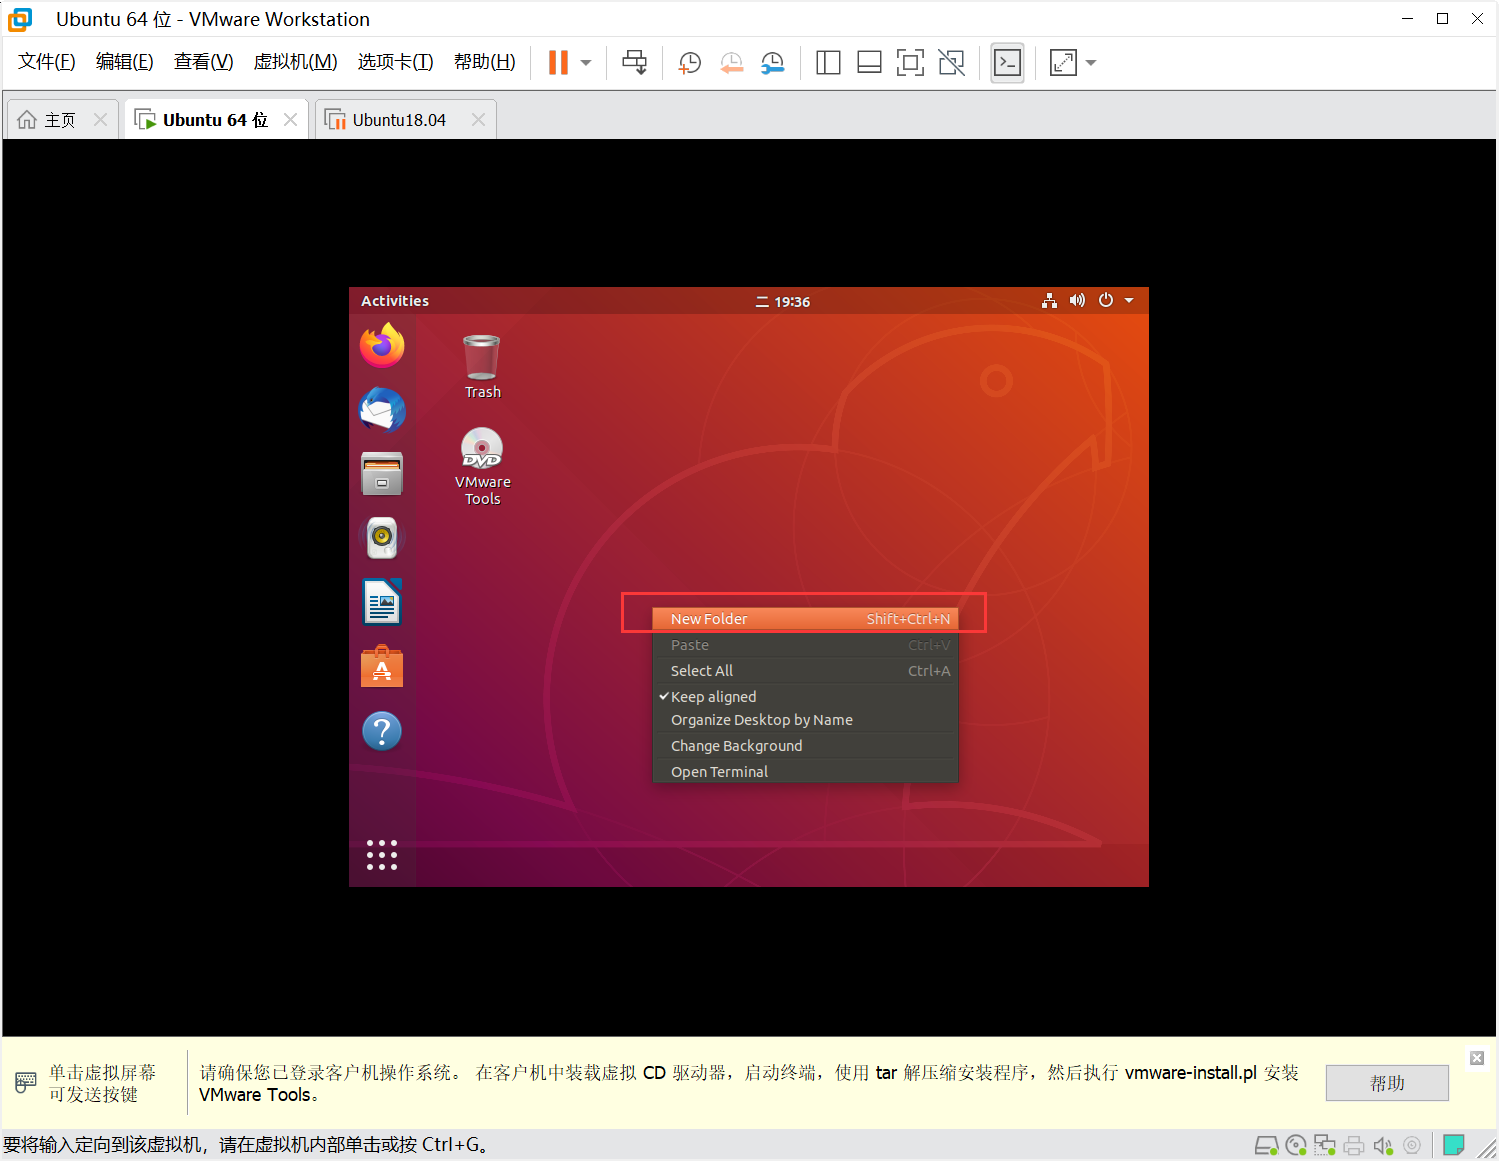 Ubuntu 64 位 - VMware Workstation
文件(F) 编辑(E) 查看(V) 虚拟机(M) 选项卡(T) 帮助(H)
主页 Ubuntu 64 位 Ubuntu18.04
Activities 二 19:36
Trash
DVD
VMware
Tools
New Folder Shift+Ctrl+N
Paste Ctrl+V
Select All Ctrl+A
Keep aligned
Organize Desktop by Name
Change Background
Open Terminal
单击虚拟屏幕
可发送按键
请确保您已登录客户机操作系统。 在客户机中装载虚拟 CD 驱动器，启动终端，使用 tar 解压缩安装程序，然后执行 vmware-install.pl 安装
VMware Tools。
帮助
要将输入定向到该虚拟机，请在虚拟机内部单击或按 Ctrl+G。